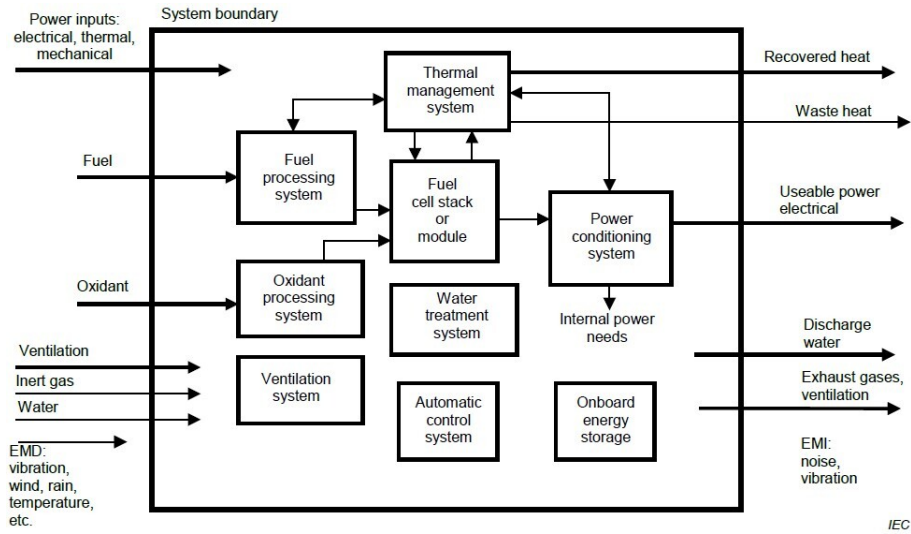 Power inputs:
electrical, thermal,
mechanical
System boundary
Thermal
management
system
Recovered heat
Waste heat
Fuel
Fuel
processing
system
Fuel
cell stack
or
module
Power
conditioning
system
Useable power
electrical
Oxidant
Oxidant
processing
system
Water
treatment
system
Internal power
needs
Discharge
water
Ventilation
Inert gas
Water
Ventilation
system
Automatic
control
system
Onboard
energy
storage
Exhaust gases,
ventilation
EMD:
vibration,
wind, rain,
temperature,
etc.
EMI:
noise,
vibration
IEC